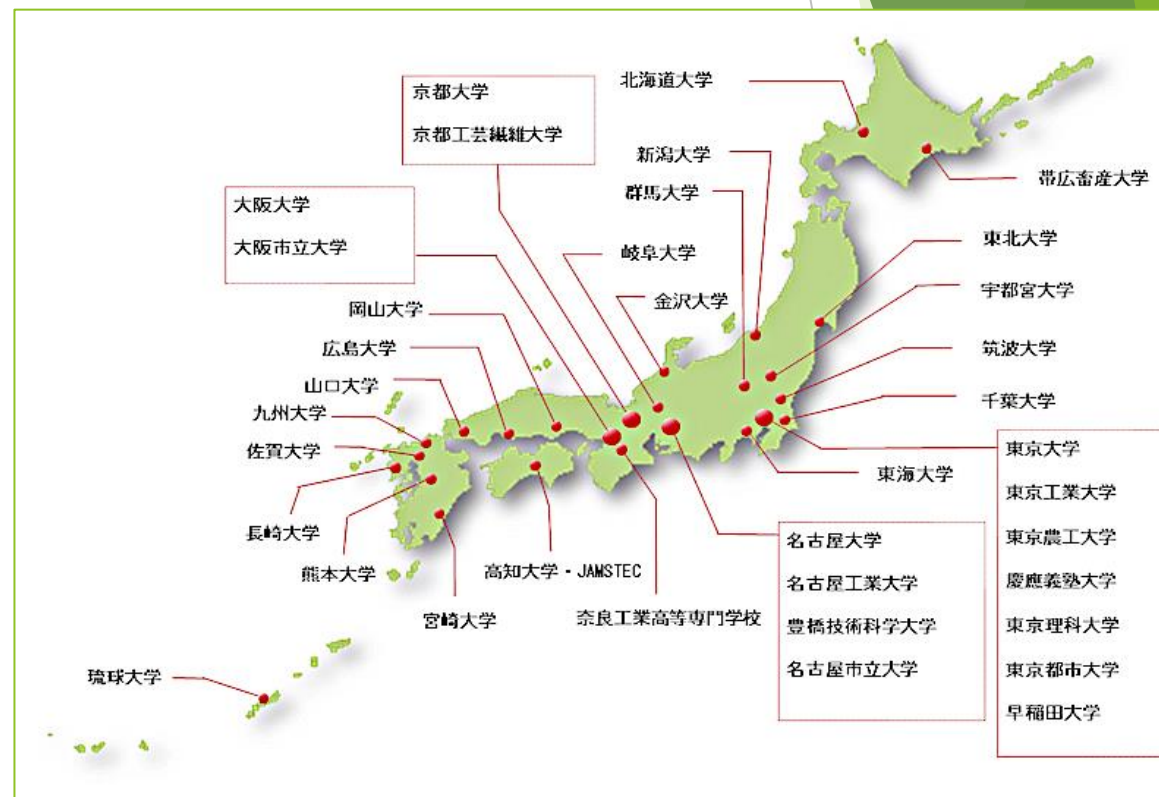 北海道大学
帯広畜産大学
京都大学
京都工芸繊維大学
新潟大学
群馬大学
大阪大学
大阪市立大学
岐阜大学
東北大学
金沢大学
宇都宮大学
岡山大学
広島大学
筑波大学
山口大学
千葉大学
九州大学
佐賀大学
東海大学
長崎大学
熊本大学
高知大学・JAMSTEC
宮崎大学
奈良工業高等専門学校
琉球大学
名古屋大学
名古屋工業大学
豊橋技術科学大学
名古屋市立大学
東京大学
東京工業大学
東京農工大学
慶應義塾大学
東京理科大学
東京都市大学
早稲田大学